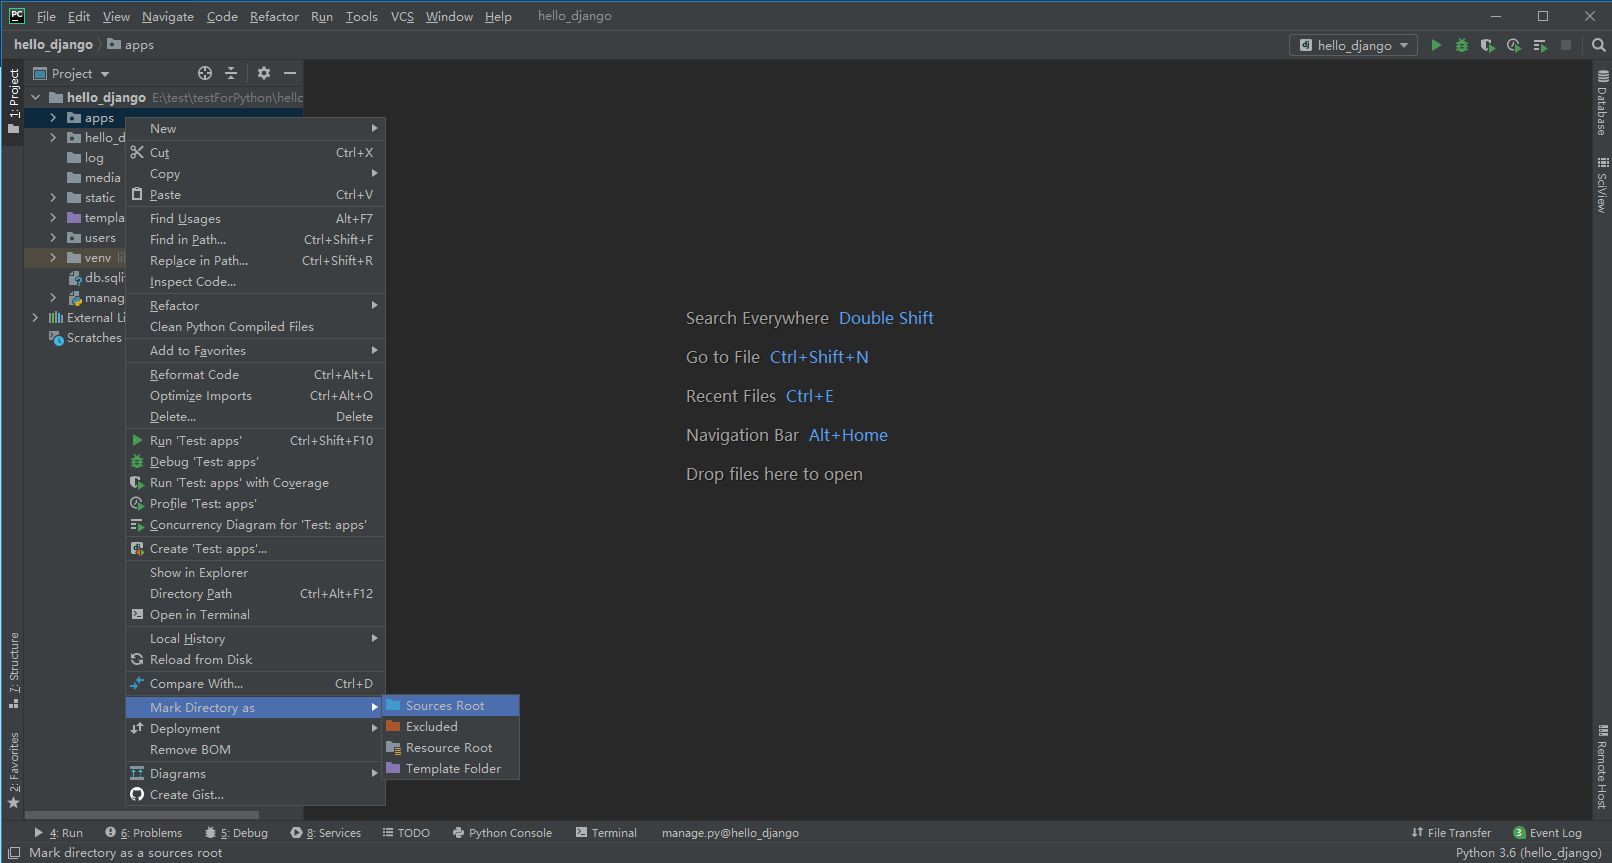 File Edit View Navigate Code Refactor Run Tools VCS Window Help hello_django
hello_django apps
hello_django
1: Project
Project
hello_django E:\test\testForPython\hello
apps
hello_d
log
media
static
templa
users
venv li
db.sqli
manag
External Li
Scratches
New
Cut Ctrl+X
Copy
Paste Ctrl+V
Find Usages Alt+F7
Find in Path... Ctrl+Shift+F
Replace in Path... Ctrl+Shift+R
Inspect Code...
Refactor
Clean Python Compiled Files
Add to Favorites
Reformat Code Ctrl+Alt+L
Optimize Imports Ctrl+Alt+O
Delete... Delete
Run 'Test: apps' Ctrl+Shift+F10
Debug 'Test: apps'
Run 'Test: apps' with Coverage
Profile 'Test: apps'
Concurrency Diagram for 'Test: apps'
Create 'Test: apps'...
Show in Explorer
Directory Path Ctrl+Alt+F12
Open in Terminal
Local History
Reload from Disk
Compare With... Ctrl+D
Mark Directory as
Deployment
Remove BOM
Diagrams
Create Gist...
Sources Root
Excluded
Resource Root
Template Folder
Search Everywhere Double Shift
Go to File Ctrl+Shift+N
Recent Files Ctrl+E
Navigation Bar Alt+Home
Drop files here to open
Database
SciView
Remote Host
7: Structure
2: Favorites
4: Run 6: Problems 5: Debug 8: Services TODO Python Console Terminal manage.py@hello_django File Transfer 3 Event Log
Mark directory as a sources root Python 3.6 (hello_django)